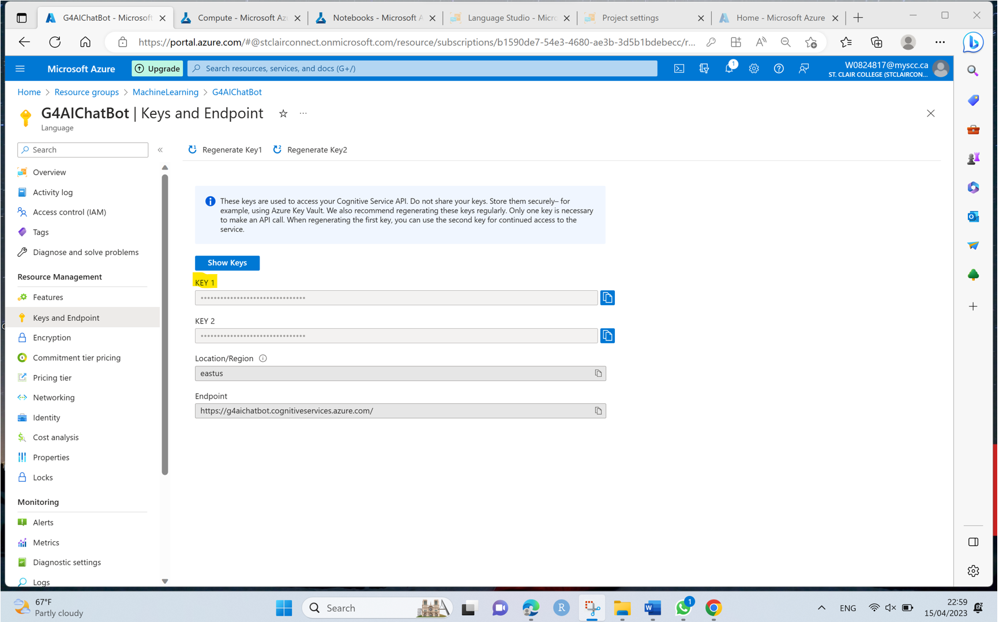 G4AIChatBot - Microsoft
Compute - Microsoft Az
Notebooks - Microsoft A
Language Studio - Micro
Project settings
Home - Microsoft Azure
https://portal.azure.com/#@stclairconnect.onmicrosoft.com/resource/subscriptions/b1590de7-54e3-4680-ae3b-3d5b1bdebecc/r...
Microsoft Azure
Upgrade
Search resources, services, and docs (G+/)
1
W0824817@myscc.ca
ST. CLAIR COLLEGE (STCLAIRCON...
Home > Resource groups > MachineLearning > G4AIChatBot
G4AIChatBot | Keys and Endpoint
Language
Search
Regenerate Key1
Regenerate Key2
Overview
Activity log
Access control (IAM)
Tags
Diagnose and solve problems
Resource Management
Features
Keys and Endpoint
Encryption
Commitment tier pricing
Pricing tier
Networking
Identity
Cost analysis
Properties
Locks
Monitoring
Alerts
Metrics
Diagnostic settings
Logs
These keys are used to access your Cognitive Service API. Do not share your keys. Store them securely– for
example, using Azure Key Vault. We also recommend regenerating these keys regularly. Only one key is necessary
to make an API call. When regenerating the first key, you can use the second key for continued access to the
service.
Show Keys
KEY 1
KEY 2
Location/Region
eastus
Endpoint
https://g4aichatbot.cognitiveservices.azure.com/
67°F
Partly cloudy
Search
1
ENG
22:59
15/04/2023